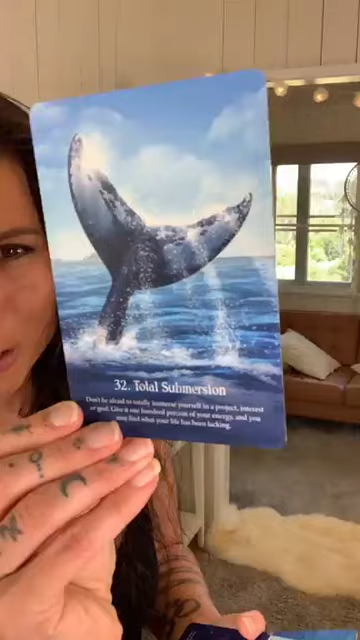 32. Total Submersion
Don't be afraid to totally immerse yourself in a project, interest
or goal. Give it one hundred percent of your energy, and you
may find what your life has been lacking.